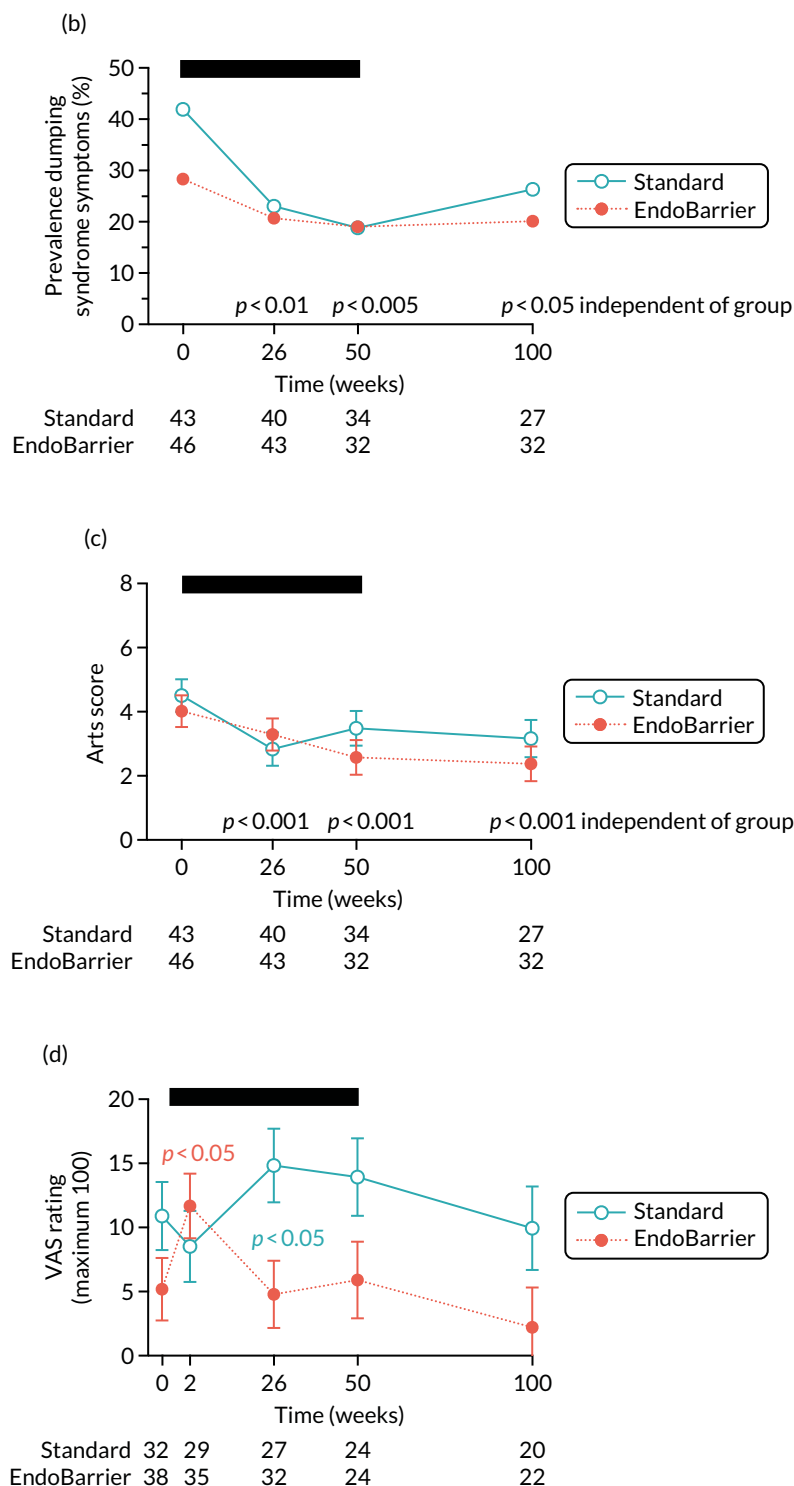 (b)
Prevalence dumping
syndrome symptoms (%)
50
40
30
20
10
0
Standard
EndoBarrier
p < 0.01 p < 0.005 p < 0.05 independent of group
0 26 50 100
Time (weeks)
Standard 43 40 34 27
EndoBarrier 46 43 32 32
(c)
Arts score
8
6
4
2
0
Standard
EndoBarrier
p < 0.001 p < 0.001 p < 0.001 independent of group
0 26 50 100
Time (weeks)
Standard 43 40 34 27
EndoBarrier 46 43 32 32
(d)
VAS rating
(maximum 100)
20
15
10
5
0
p < 0.05
p < 0.05
Standard
EndoBarrier
0 2 26 50 100
Time (weeks)
Standard 32 29 27 24 20
EndoBarrier 38 35 32 24 22